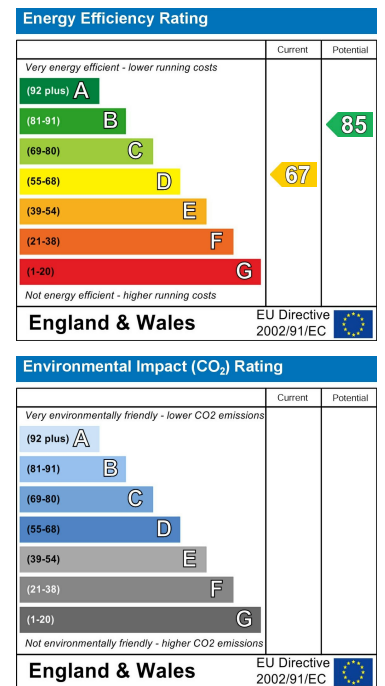 Energy Efficiency Rating
Current Potential
Very energy efficient - lower running costs
(92 plus) A
(81-91) B
85
(69-80) C
(55-68) D
67
(39-54) E
(21-38) F
(1-20) G
Not energy efficient - higher running costs
England & Wales
EU Directive
2002/91/EC
Environmental Impact (CO₂) Rating
Current Potential
Very environmentally friendly - lower CO2 emissions
(92 plus) A
(81-91) B
(69-80) C
(55-68) D
(39-54) E
(21-38) F
(1-20) G
Not environmentally friendly - higher CO2 emissions
England & Wales
EU Directive
2002/91/EC